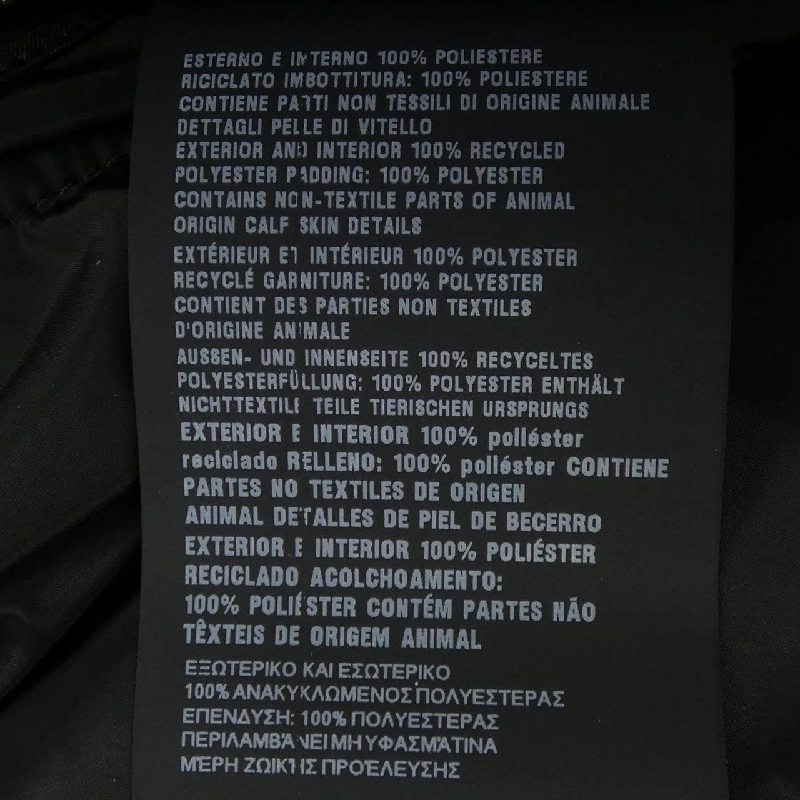 ESTERNO E INTERNO 100% POLIESTERE
RICICLATO IMBOTTITURA: 100% POLIESTERE
CONTIENE PARTI NON TESSILI DI ORIGINE ANIMALE
DETTAGLI PELLE DI VITELLO
EXTERIOR AND INTERIOR 100% RECYCLED
POLYESTER PADDING: 100% POLYESTER
CONTAINS NON-TEXTILE PARTS OF ANIMAL
ORIGIN CALF SKIN DETAILS
EXTÉRIEUR ET INTÉRIEUR 100% POLYESTER
RECYCLÉ GARNITURE: 100% POLYESTER
CONTIENT DES PARTIES NON TEXTILES
D'ORIGINE ANIMALE
AUSSEN- UND INNENSEITE 100% RECYCELTES
POLYESTERFÜLLUNG: 100% POLYESTER ENTHÄLT
NICHTTEXTILE TEILE TIERISCHEN URSPRUNGS
EXTERIOR E INTERIOR 100% poliéster
reciclado RELLENO: 100% poliéster CONTIENE
PARTES NO TEXTILES DE ORIGEN
ANIMAL DETALLES DE PIEL DE BECERRO
EXTERIOR E INTERIOR 100% POLIÉSTER
RECICLADO ACOLCHOAMENTO:
100% POLIÉSTER CONTÉM PARTES NÃO
TÊXTEIS DE ORIGEM ANIMAL
ΕΞΩΤΕΡΙΚΟ ΚΑΙ ΕΣΩΤΕΡΙΚΟ
100% ΑΝΑΚΥΚΛΩΜΕΝΟΣ ΠΟΛΥΕΣΤΕΡΑΣ
ΕΠΕΝΔΥΣΗ: 100% ΠΟΛΥΕΣΤΕΡΑΣ
ΠΕΡΙΛΑΜΒΆΝΕΙ ΜΗ ΥΦΑΣΜΆΤΙΝΑ
ΜΈΡΗ ΖΩΙΚΉΣ ΠΡΟΈΛΕΥΣΗΣ